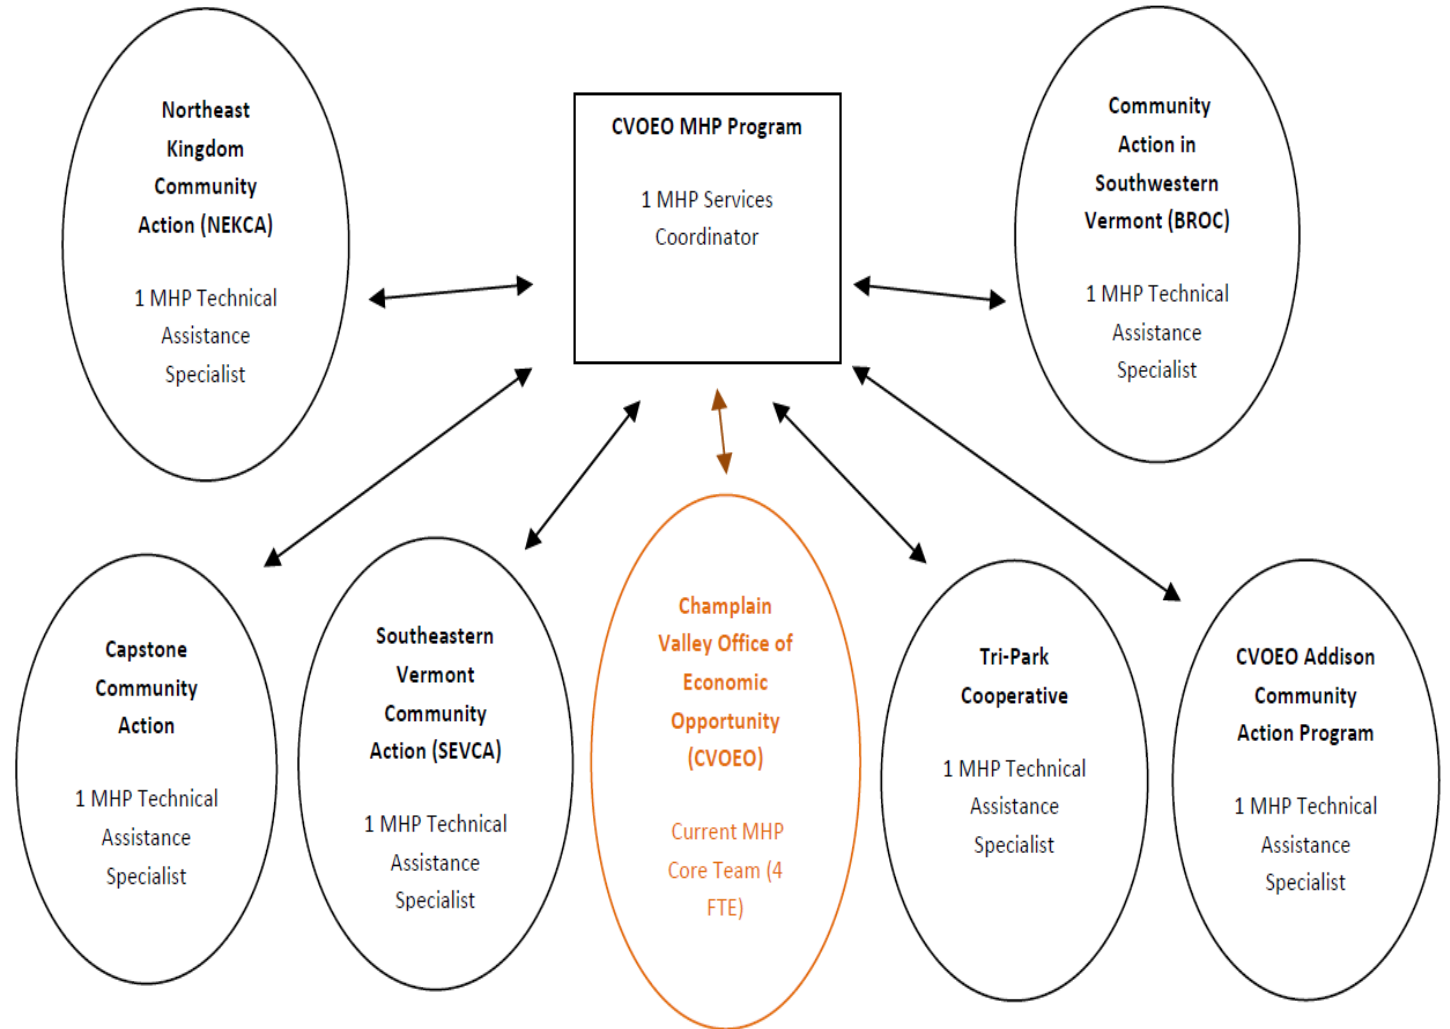 Northeast
Kingdom
Community
Action (NEKCA)
1 MHP Technical
Assistance
Specialist
CVOEO MHP Program
1 MHP Services
Coordinator
Community
Action in
Southwestern
Vermont (BROC)
1 MHP Technical
Assistance
Specialist
Capstone
Community
Action
1 MHP Technical
Assistance
Specialist
Southeastern
Vermont
Community
Action (SEVCA)
1 MHP Technical
Assistance
Specialist
Champlain
Valley Office of
Economic
Opportunity
(CVOEO)
Current MHP
Core Team (4
FTE)
Tri-Park
Cooperative
1 MHP Technical
Assistance
Specialist
CVOEO Addison
Community
Action Program
1 MHP Technical
Assistance
Specialist